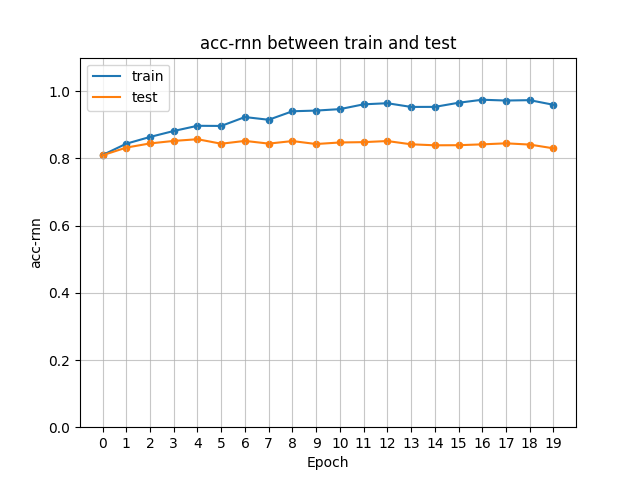 acc-rnn between train and test
train
test
1.0
0.8
0.6
0.4
0.2
0.0
acc-rnn
0 1 2 3 4 5 6 7 8 9 10 11 12 13 14 15 16 17 18 19
Epoch